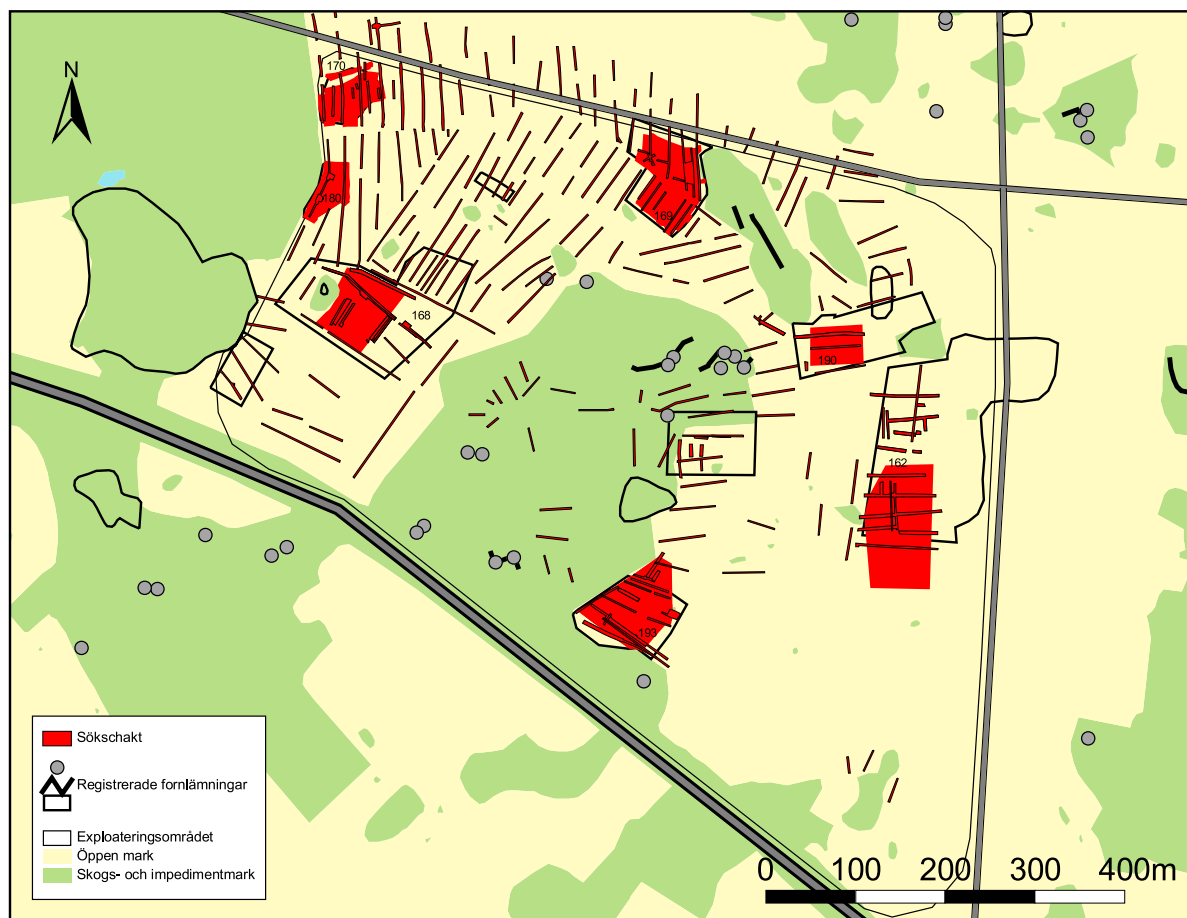 N
170
180
169
168
190
162
193
Sökschakt
Registrerade fornlämningar
Exploateringsområdet
Öppen mark
Skogs- och impedimentmark
0 100 200 300 400m